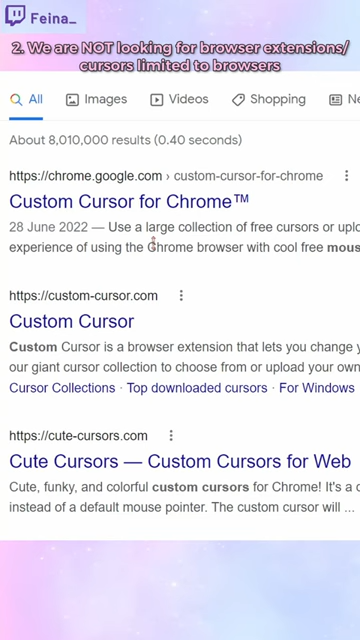 Feina_
2. We are NOT looking for browser extensions/
cursors limited to browsers
All
Images
Videos
Shopping
Ne
About 8,010,000 results (0.40 seconds)
https://chrome.google.com › custom-cursor-for-chrome
Custom Cursor for Chrome™
28 June 2022 — Use a large collection of free cursors or uplo
experience of using the Chrome browser with cool free mous
https://custom-cursor.com
Custom Cursor
Custom Cursor is a browser extension that lets you change y
our giant cursor collection to choose from or upload your own
Cursor Collections · Top downloaded cursors · For Windows
https://cute-cursors.com
Cute Cursors — Custom Cursors for Web
Cute, funky, and colorful custom cursors for Chrome! It's a c
instead of a default mouse pointer. The custom cursor will ...